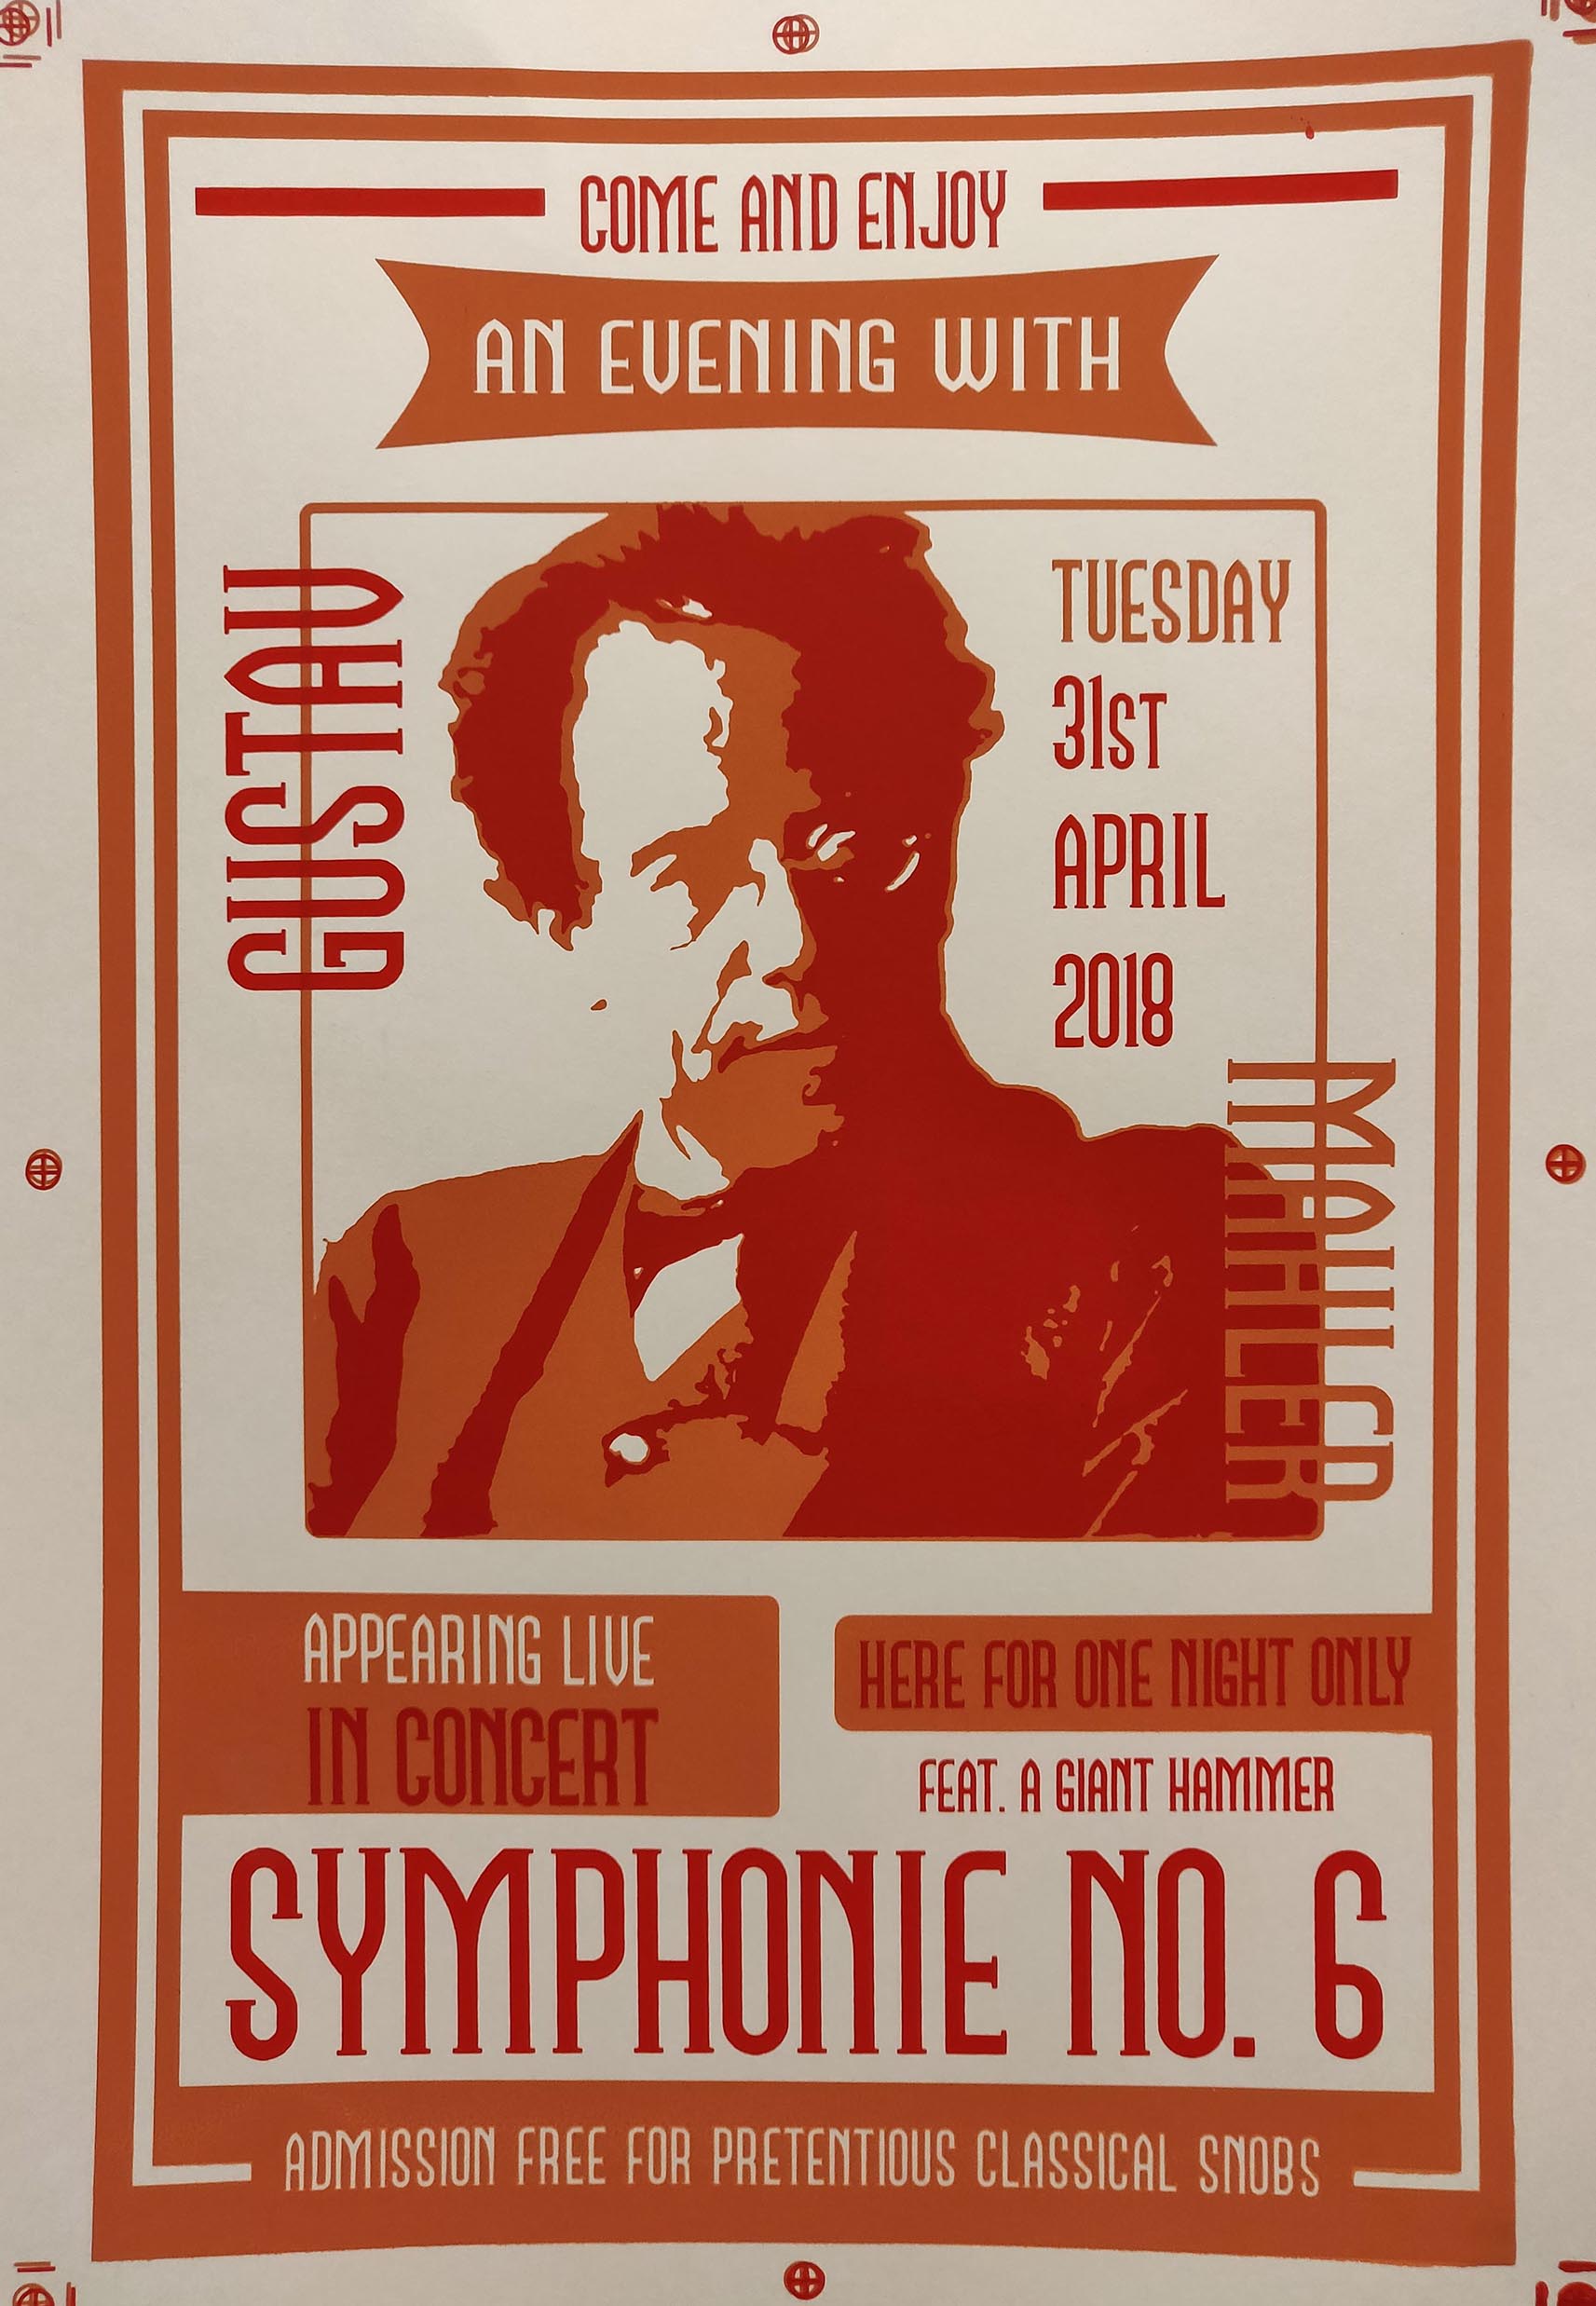 COME AND ENJOY
AN EVENING WITH
GUSTAV
TUESDAY
31ST
APRIL
2018
MAHLER
APPEARING LIVE
IN CONCERT
HERE FOR ONE NIGHT ONLY
FEAT. A GIANT HAMMER
SYMPHONIE NO. 6
ADMISSION FREE FOR PRETENTIOUS CLASSICAL SNOBS